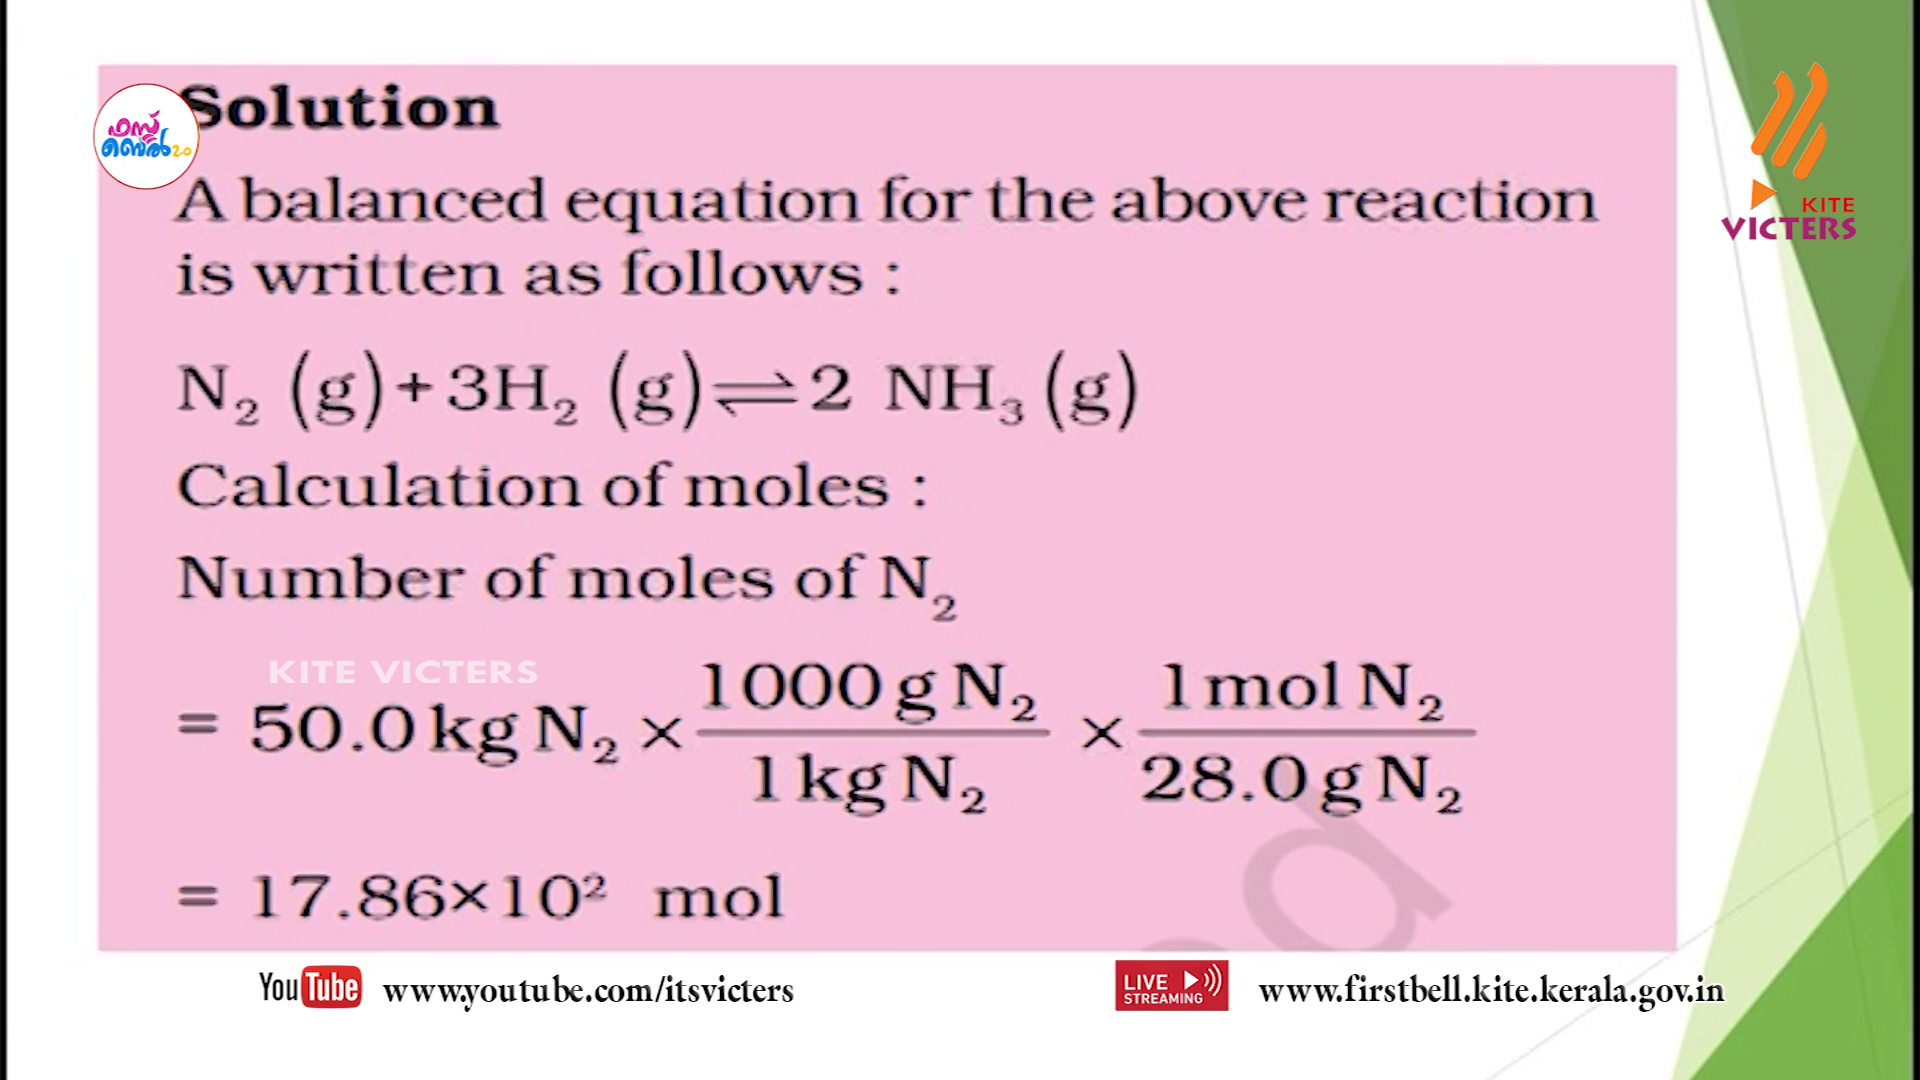 Solution
ഫസ്റ്റ്
ബെൽ 2.0
KITE
VICTERS
A balanced equation for the above reaction
is written as follows :
N₂ (g)+3H₂ (g)⇌2 NH₃(g)
Calculation of moles :
Number of moles of N₂
KITE VICTERS
= 50.0 kg N₂ × 1000 g N₂ / 1 kg N₂ × 1 mol N₂ / 28.0 g N₂
= 17.86×10² mol
YouTube www.youtube.com/itsvicters
LIVE STREAMING www.firstbell.kite.kerala.gov.in